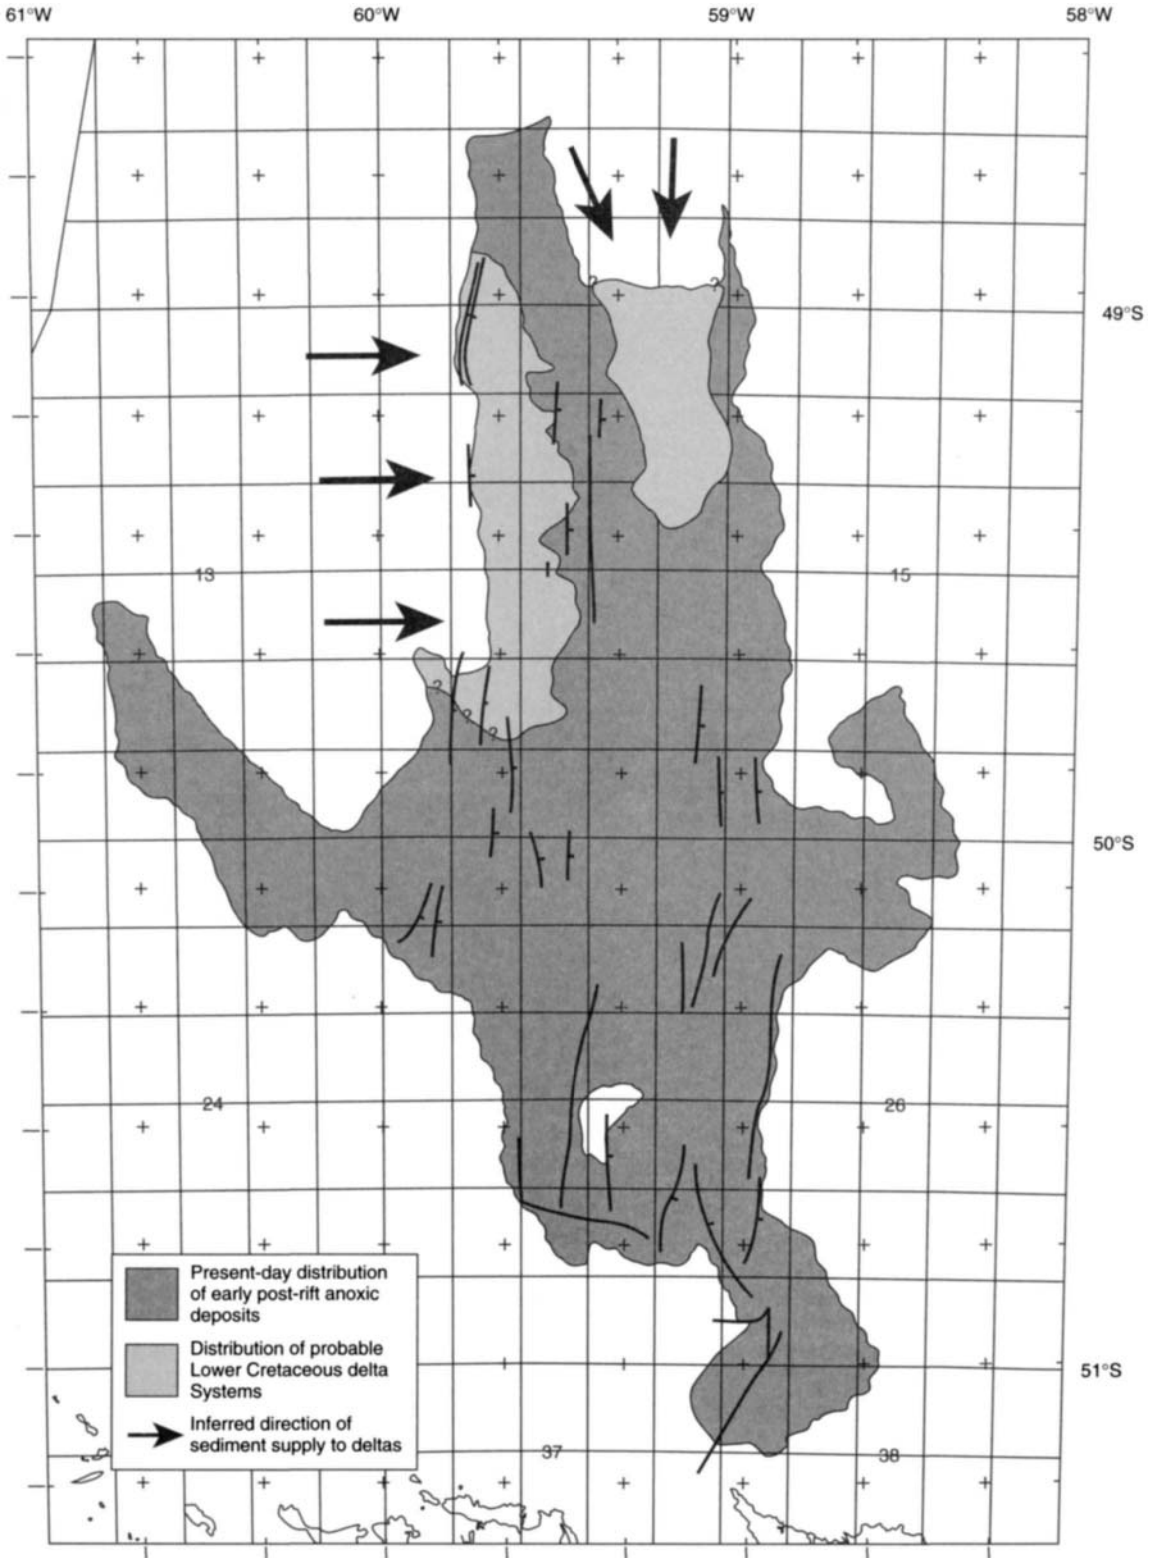 61°W 60°W 59°W 58°W
? ?
49°S
13 15
?
?
?
50°S
24 26
Present-day distribution
of early post-rift anoxic
deposits
Distribution of probable
Lower Cretaceous delta
Systems
51°S
Inferred direction of
sediment supply to deltas
37 38